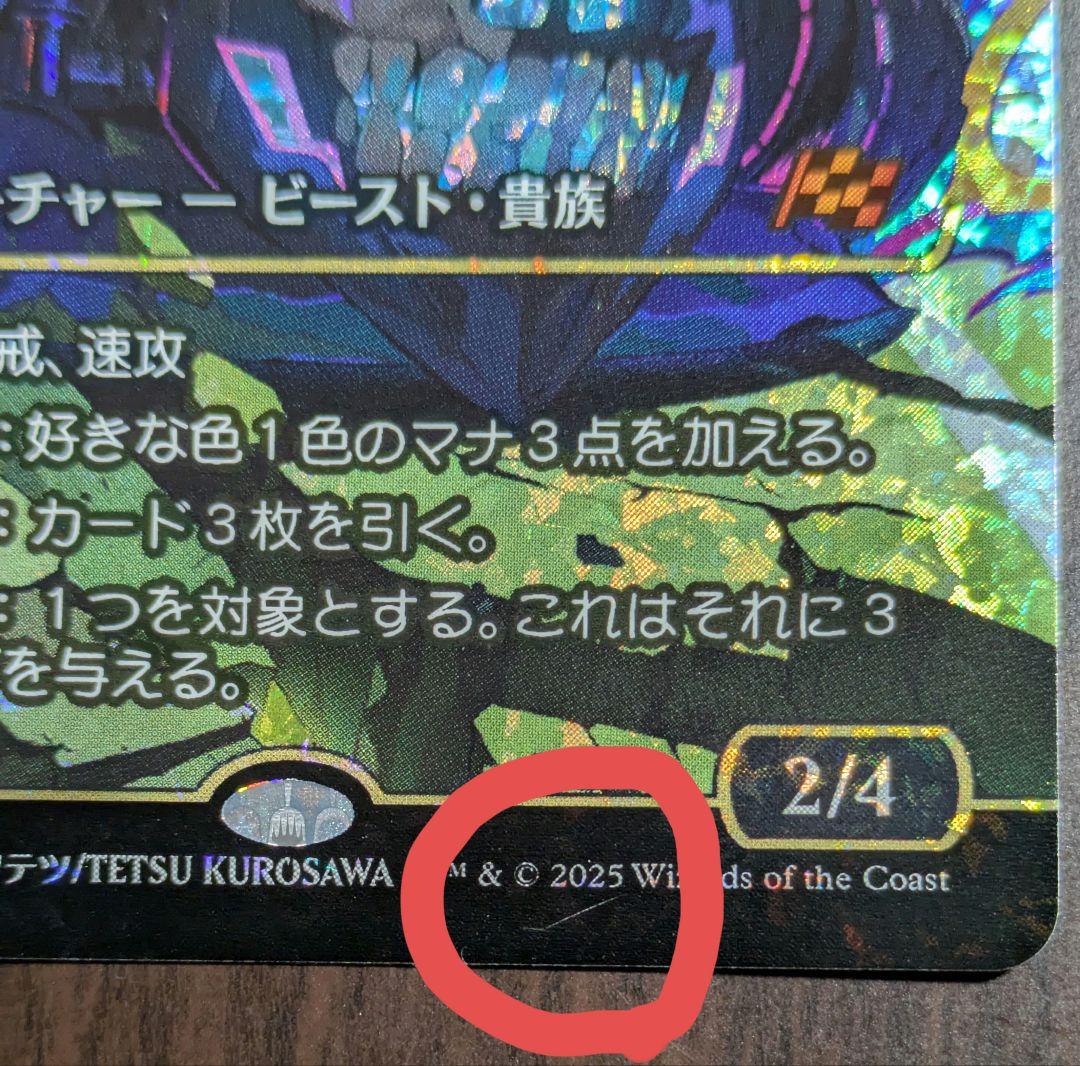 ーチャー ― ビースト・貴族
戒、速攻
：好きな色1色のマナ3点を加える。
：カード3枚を引く。
：1つを対象とする。これはそれに3
を与える。
2/4
テツ/TETSU KUROSAWA ™ & © 2025 Wizards of the Coast